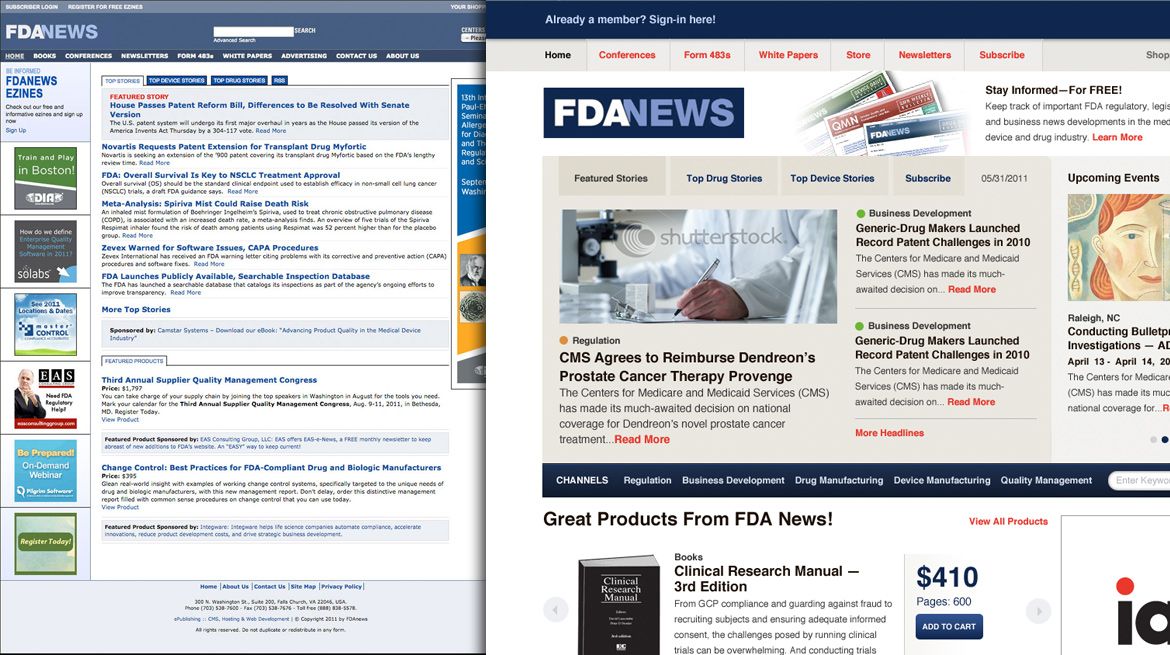 SUBSCRIBER LOGIN
REGISTER FOR FREE EZINES
YOUR SHOP
FDANEWS
SEARCH
Advanced Search
CENTERS
HOME BOOKS CONFERENCES NEWSLETTERS FORM 483s WHITE PAPERS ADVERTISING CONTACT US ABOUT US
BE INFORMED
FDANEWS
EZINES
Check out our free and
informative ezines and sign up
now
Sign Up
Train and Play
in Boston!
DIA
How do we define
Enterprise Quality
Management
Software in 2011?
sōlabs
See 2011
Locations & Dates
master
CONTROL
EAS
Need FDA
Regulatory
Help?
easconsultinggroup.com
Be Prepared!
On-Demand
Webinar
Pilgrim Software
Register Today!
TOP STORIES TOP DEVICE STORIES TOP DRUG STORIES RSS
FEATURED STORY
House Passes Patent Reform Bill, Differences to Be Resolved With Senate
Version
The U.S. patent system will undergo its first major overhaul in years as the House passed its version of the
America Invents Act Thursday by a 304-117 vote. Read More
Novartis Requests Patent Extension for Transplant Drug Myfortic
Novartis is seeking an extension of the '900 patent covering its transplant drug Myfortic based on the FDA's lengthy
review time. Read More
FDA: Overall Survival Is Key to NSCLC Treatment Approval
Overall survival (OS) should be the standard clinical endpoint used to establish efficacy in non-small cell lung cancer
(NSCLC) trials, a draft FDA guidance says. Read More
Meta-Analysis: Spiriva Mist Could Raise Death Risk
An inhaled mist formulation of Boehringer Ingelheim's Spiriva, used to treat chronic obstructive pulmonary disease
(COPD), is associated with an increased death rate, a meta-analysis finds. An overview of five trials of the Spiriva
Respimat inhaler found the risk of death among patients using Respimat was 52 percent higher than for the placebo
group. Read More
Zevex Warned for Software Issues, CAPA Procedures
Zevex International has received an FDA warning letter citing problems with its corrective and preventive action (CAPA)
procedures and software fixes. Read More
FDA Launches Publicly Available, Searchable Inspection Database
The FDA has launched a searchable database that catalogs its inspections as part of the agency's ongoing efforts to
improve transparency. Read More
More Top Stories
Sponsored by: Camstar Systems – Download our eBook: "Advancing Product Quality in the Medical Device
Industry"
FEATURED PRODUCTS
Third Annual Supplier Quality Management Congress
Price: $1,797
You can take charge of your supply chain by joining the top speakers in Washington in August for the tools you need.
Mark your calendar for the Third Annual Supplier Quality Management Congress, Aug. 9-11, 2011, in Bethesda,
MD. Register Today.
View Product
Featured Product Sponsored by: EAS Consulting Group, LLC: EAS offers EAS-e-News, a FREE monthly newsletter to keep
abreast of new additions to FDA's website. An "EASY" way to keep current!
Change Control: Best Practices for FDA-Compliant Drug and Biologic Manufacturers
Price: $395
Glean real-world insight with examples of working change control systems, specifically targeted to the unique needs of
drug and biologic manufacturers, with this new management report. Don't delay, order this distinctive management
report filled with common sense procedures on change control that you can use today.
View Product
Featured Product Sponsored by: Integware: Integware helps life science companies automate compliance, accelerate
innovations, reduce product development costs, and drive strategic business development.
13th
Paul-E
Semina
Allerge
for
and
Regula
and Sc
Septem
Washin
Home | About Us | Contact Us | Site Map | Privacy Policy |
300 N. Washington St., Suite 200, Falls Church, VA 22046, USA.
Phone (703) 538-7600 - Fax (703) 538-7676 - Toll free (888) 838-5578.
ePublishing :: CMS, Hosting & Web Development | © Copyright 2011 by FDAnews
All rights reserved. Do not duplicate or redistribute in any form.
Already a member? Sign-in here!
Home Conferences Form 483s White Papers Store Newsletters Subscribe Shop
FDANEWS
QMN
FDANEWS
Stay Informed—For FREE!
Keep track of important FDA regulatory, legis
and business news developments in the med
device and drug industry. Learn More
Featured Stories Top Drug Stories Top Device Stories Subscribe 05/31/2011
shutterstock
Regulation
CMS Agrees to Reimburse Dendreon's
Prostate Cancer Therapy Provenge
The Centers for Medicare and Medicaid Services (CMS)
has made its much-awaited decision on national
coverage for Dendreon's novel prostate cancer
treatment...Read More
Business Development
Generic-Drug Makers Launched
Record Patent Challenges in 2010
The Centers for Medicare and Medicaid
Services (CMS) has made its much-
awaited decision on... Read More
Business Development
Generic-Drug Makers Launched
Record Patent Challenges in 2010
The Centers for Medicare and Medicaid
Services (CMS) has made its much-
awaited decision on... Read More
More Headlines
Upcoming Events
Raleigh, NC
Conducting Bulletp
Investigations — AD
April 13 - April 14, 20
The Centers for Medicare
Medicaid Services (CMS)
national coverage for...R
CHANNELS Regulation Business Development Drug Manufacturing Device Manufacturing Quality Management Enter Keywor
Great Products From FDA News!
View All Products
Clinical
Research
Manual
Books
Clinical Research Manual —
3rd Edition
From GCP compliance and guarding against fraud to
recruiting subjects and ensuring adequate informed
consent, the challenges posed by running clinical
trials can be overwhelming. And conducting trials
$410
Pages: 600
ADD TO CART